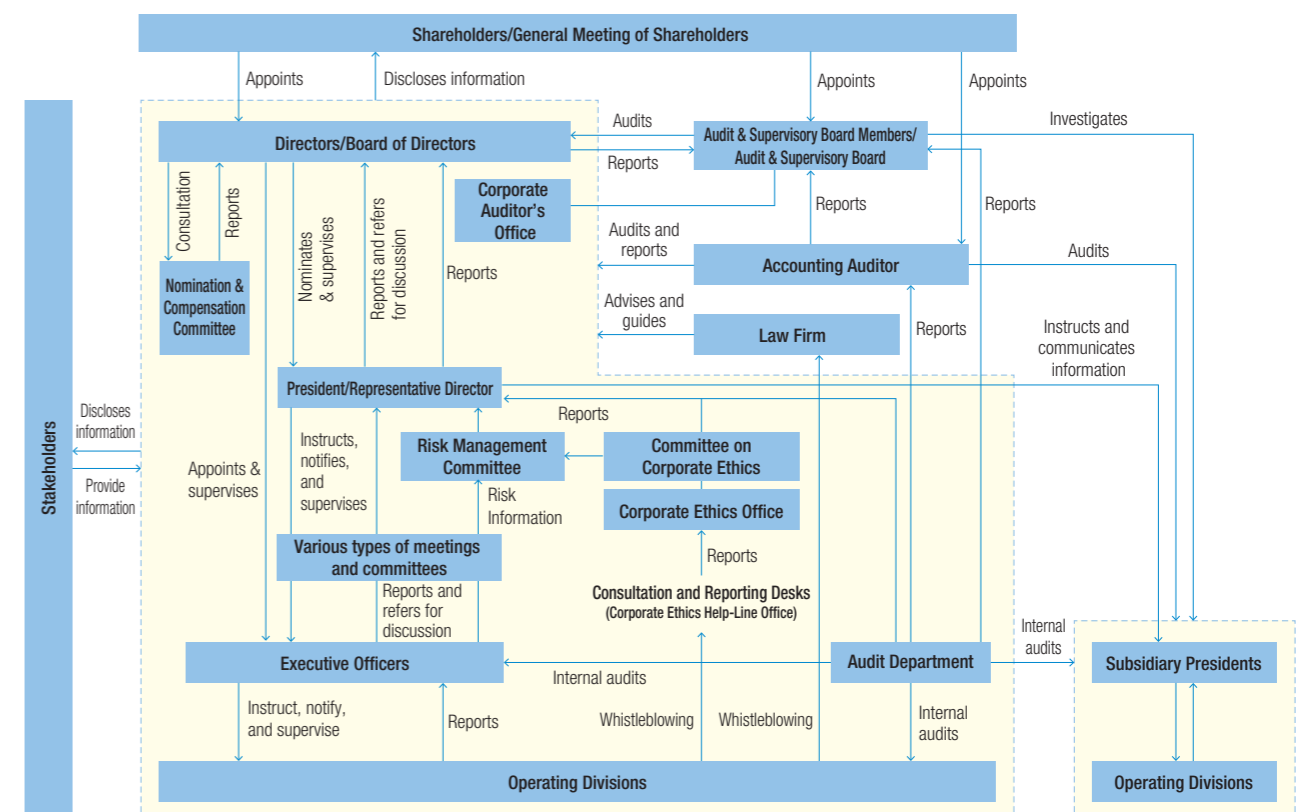 Shareholders/General Meeting of Shareholders
Appoints
Discloses information
Appoints
Appoints
Stakeholders
Discloses
information
Provide
information
Directors/Board of Directors
Audits
Reports
Audit & Supervisory Board Members/
Audit & Supervisory Board
Investigates
Consultation
Reports
Nominates
& supervises
Reports and refers
for discussion
Reports
Corporate
Auditor's
Office
Reports
Reports
Nomination &
Compensation
Committee
Audits and
reports
Accounting Auditor
Audits
Advises and
guides
Law Firm
Reports
Instructs and
communicates
information
President/Representative Director
Reports
Appoints &
supervises
Instructs,
notifies,
and
supervises
Risk Management
Committee
Committee on
Corporate Ethics
Risk
Information
Corporate Ethics Office
Various types of meetings
and committees
Reports
Reports and
refers for
discussion
Consultation and Reporting Desks
(Corporate Ethics Help-Line Office)
Executive Officers
Internal audits
Audit Department
Internal
audits
Subsidiary Presidents
Instruct, notify,
and supervise
Reports
Whistleblowing
Whistleblowing
Internal
audits
Operating Divisions
Operating Divisions